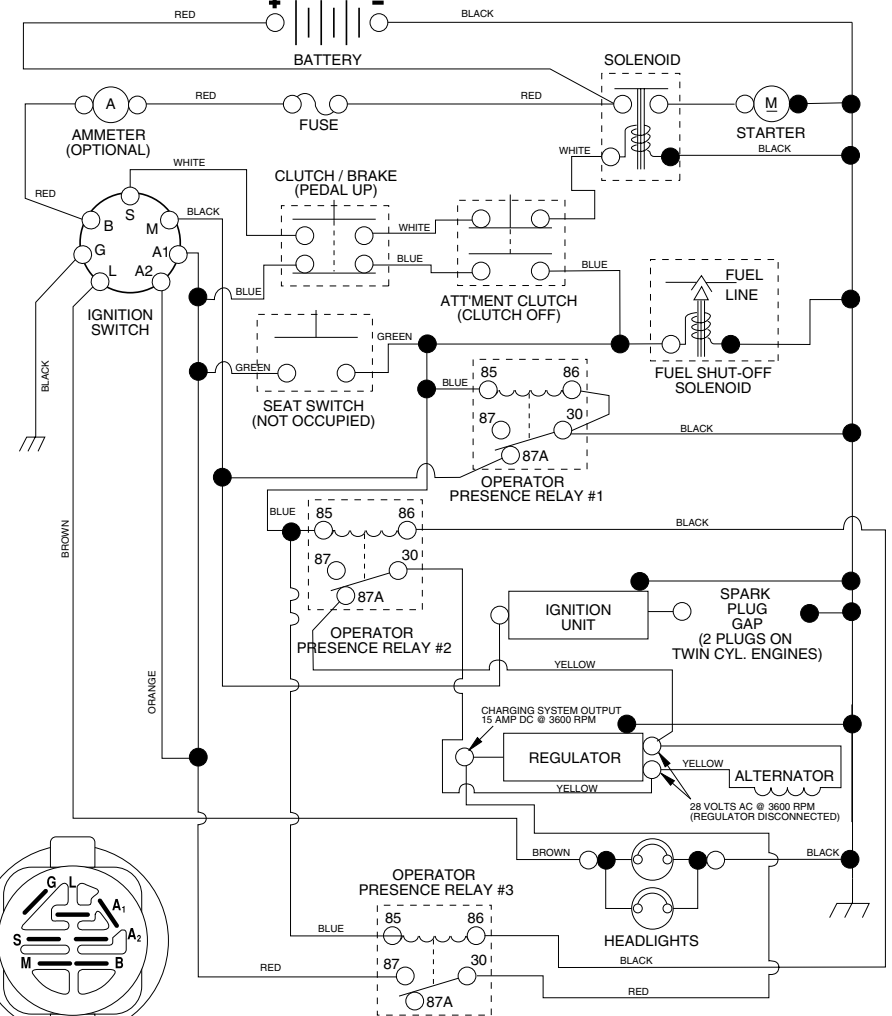 RED
+
-
BLACK
BATTERY
SOLENOID
A
AMMETER
(OPTIONAL)
RED
FUSE
RED
M
STARTER
WHITE
BLACK
WHITE
CLUTCH / BRAKE
(PEDAL UP)
RED
S
B
M
BLACK
G
A1
L
A2
IGNITION
SWITCH
WHITE
BLUE
BLUE
BLUE
ATT'MENT CLUTCH
(CLUTCH OFF)
FUEL
LINE
FUEL SHUT-OFF
SOLENOID
GREEN
GREEN
SEAT SWITCH
(NOT OCCUPIED)
BLACK
BLUE
85
86
87
30
87A
BLACK
OPERATOR
PRESENCE RELAY #1
BLUE
85
86
BLACK
87
30
87A
OPERATOR
PRESENCE RELAY #2
BROWN
IGNITION
UNIT
SPARK
PLUG
GAP
(2 PLUGS ON
TWIN CYL. ENGINES)
YELLOW
ORANGE
CHARGING SYSTEM OUTPUT
15 AMP DC @ 3600 RPM
REGULATOR
YELLOW
ALTERNATOR
YELLOW
28 VOLTS AC @ 3600 RPM
(REGULATOR DISCONNECTED)
BROWN
BLACK
HEADLIGHTS
OPERATOR
PRESENCE RELAY #3
G L
A1
S
A2
M
B
BLUE
85
86
BLACK
RED
87
30
RED
87A